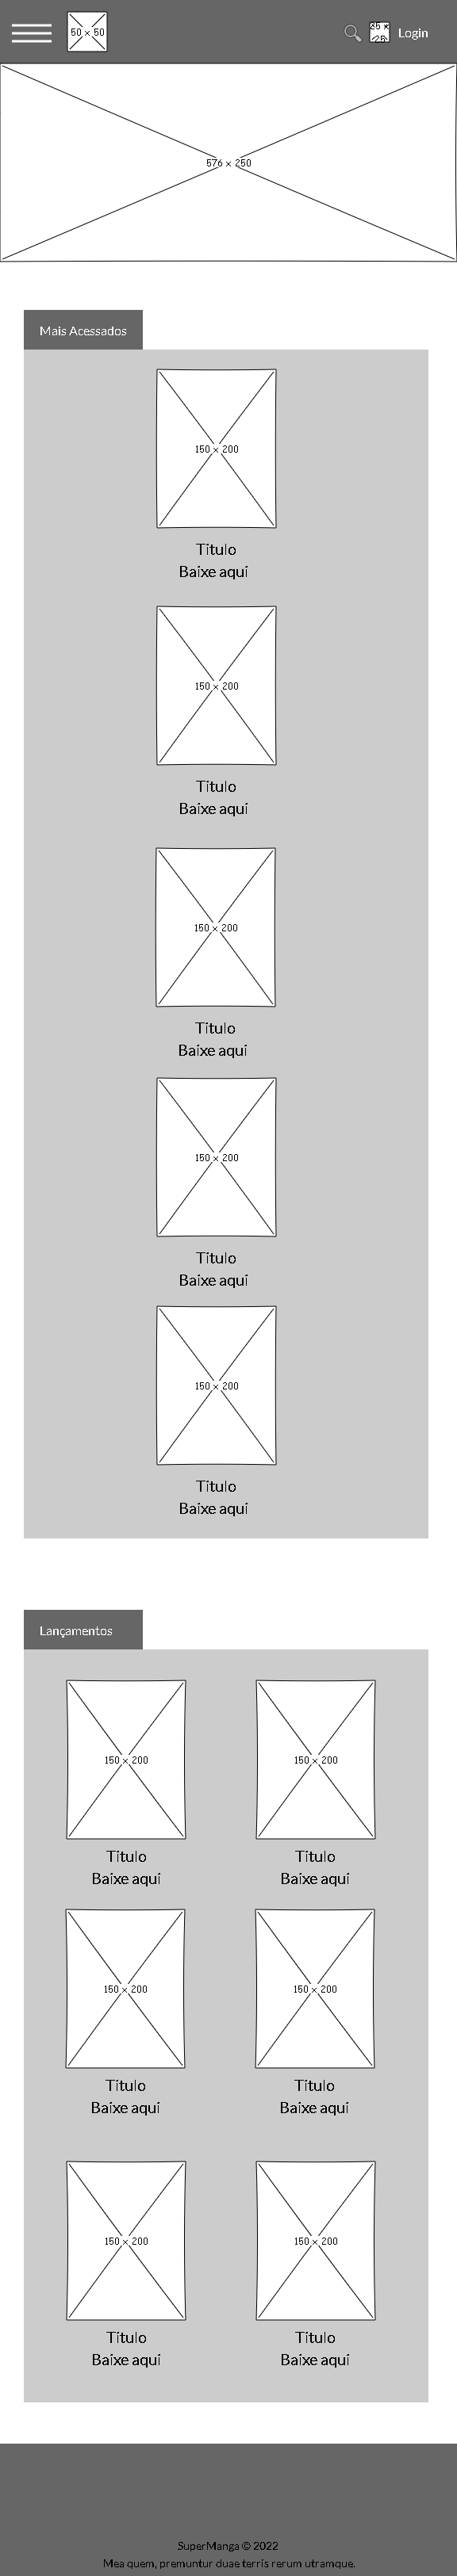 50 × 50
25 × 25
Login
576 × 250
Mais Acessados
150 × 200
Titulo
Baixe aqui
150 × 200
Titulo
Baixe aqui
150 × 200
Titulo
Baixe aqui
150 × 200
Titulo
Baixe aqui
150 × 200
Titulo
Baixe aqui
Lançamentos
150 × 200 150 × 200
Titulo Titulo
Baixe aqui Baixe aqui
150 × 200 150 × 200
Titulo Titulo
Baixe aqui Baixe aqui
150 × 200 150 × 200
Titulo Titulo
Baixe aqui Baixe aqui
SuperManga © 2022
Mea quem, premuntur duae terris rerum utramque.